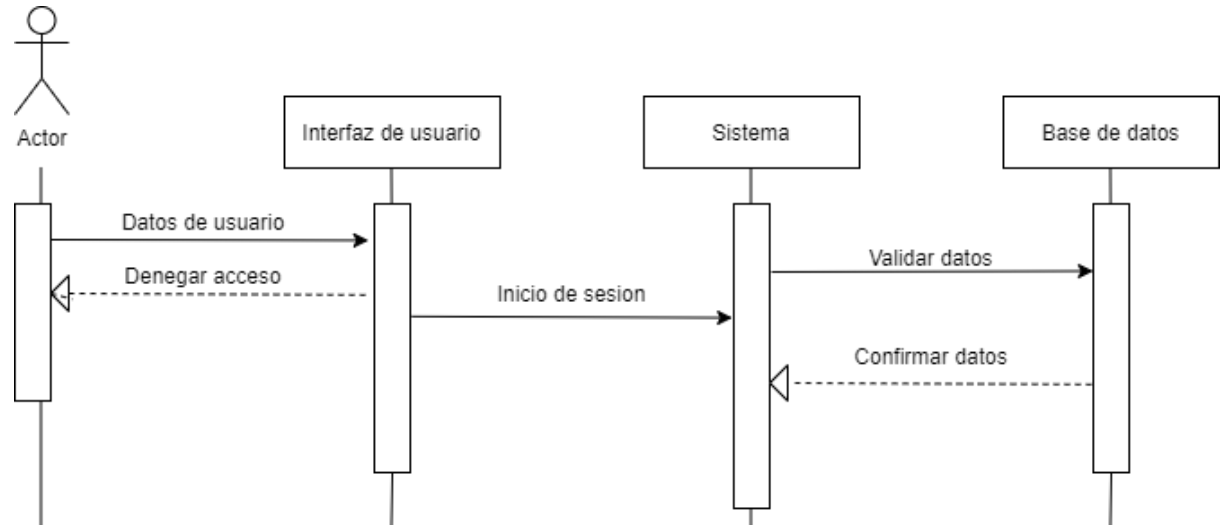 Actor
Interfaz de usuario
Sistema
Base de datos
Datos de usuario
Validar datos
Denegar acceso
Inicio de sesion
Confirmar datos